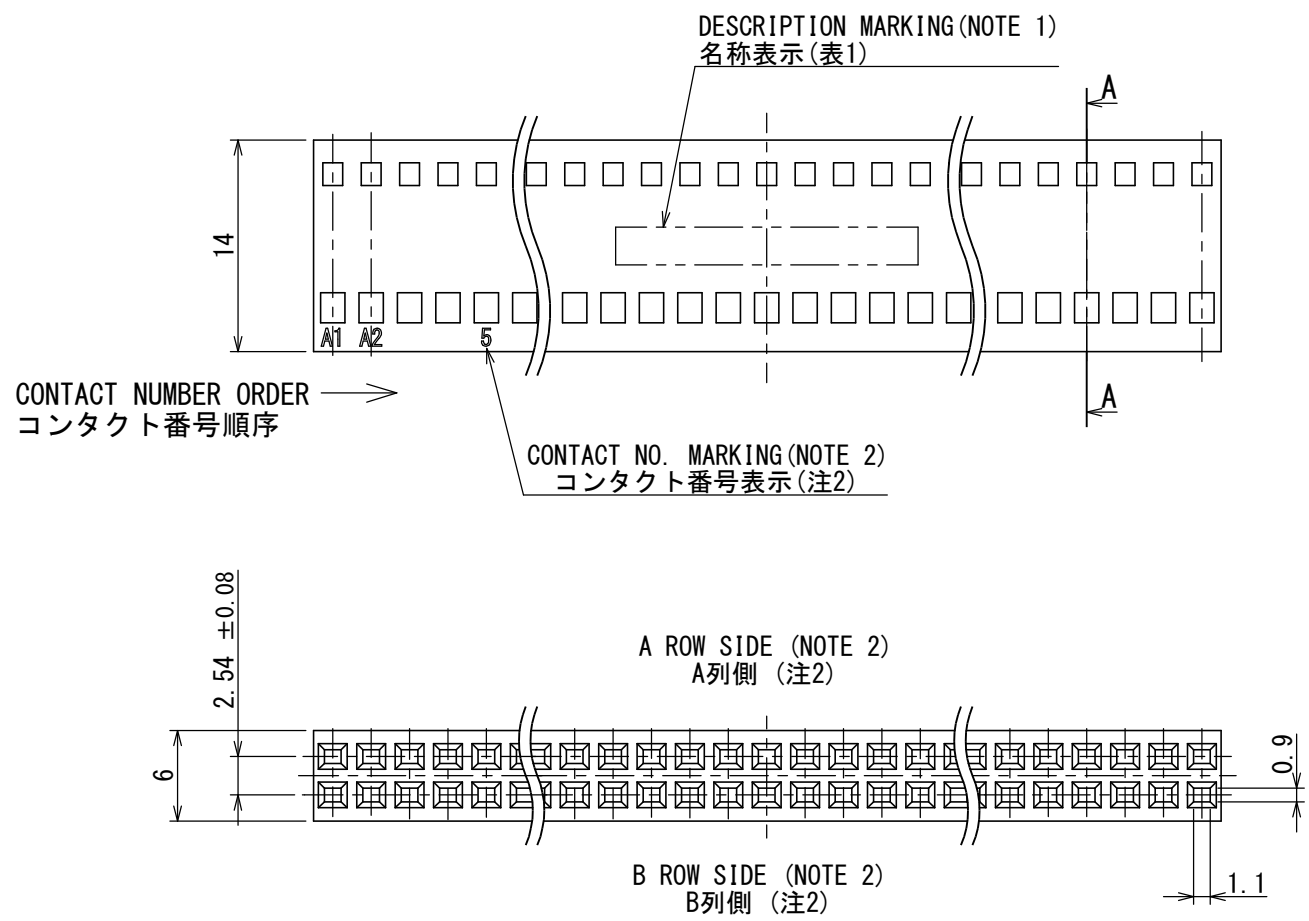 DESCRIPTION MARKING(NOTE 1)
名称表示(表1)
A
14
A1 A2 5
A
CONTACT NUMBER ORDER
コンタクト番号順序
CONTACT NO. MARKING(NOTE 2)
コンタクト番号表示(注2)
2.54 ±0.08
A ROW SIDE (NOTE 2)
A列側 (注2)
6
0.9
B ROW SIDE (NOTE 2)
B列側 (注2)
1.1